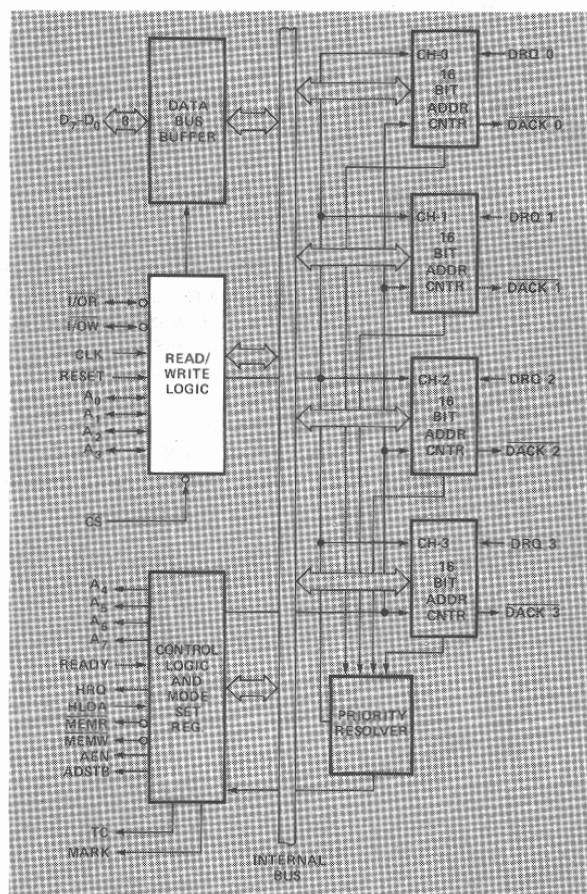 D7-D0
8
DATA
BUS
BUFFER
I/OR
I/OW
CLK
RESET
A0
A1
A2
A3
READ/
WRITE
LOGIC
CS
A4
A5
A6
A7
READY
HRQ
HLDA
MEMR
MEMW
AEN
ADSTB
CONTROL
LOGIC
AND
MODE
SET
REG.
TC
MARK
INTERNAL
BUS
CH-0
16
BIT
ADDR
CNTR
DRQ 0
DACK 0
CH-1
16
BIT
ADDR
CNTR
DRQ 1
DACK 1
CH-2
16
BIT
ADDR
CNTR
DRQ 2
DACK 2
CH-3
16
BIT
ADDR
CNTR
DRQ 3
DACK 3
PRIORITY
RESOLVER